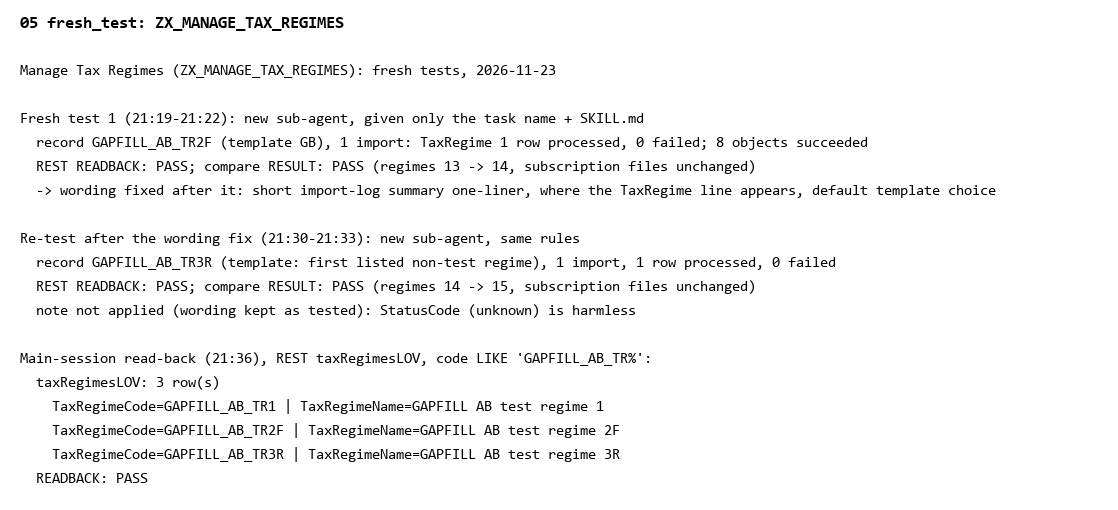 05 fresh_test: ZX_MANAGE_TAX_REGIMES
Manage Tax Regimes (ZX_MANAGE_TAX_REGIMES): fresh tests, 2026-11-23
Fresh test 1 (21:19-21:22): new sub-agent, given only the task name + SKILL.md
record GAPFILL_AB_TR2F (template GB), 1 import: TaxRegime 1 row processed, 0 failed; 8 objects succeeded
REST READBACK: PASS; compare RESULT: PASS (regimes 13 -> 14, subscription files unchanged)
-> wording fixed after it: short import-log summary one-liner, where the TaxRegime line appears, default template choice
Re-test after the wording fix (21:30-21:33): new sub-agent, same rules
record GAPFILL_AB_TR3R (template: first listed non-test regime), 1 import, 1 row processed, 0 failed
REST READBACK: PASS; compare RESULT: PASS (regimes 14 -> 15, subscription files unchanged)
note not applied (wording kept as tested): StatusCode (unknown) is harmless
Main-session read-back (21:36), REST taxRegimesLOV, code LIKE 'GAPFILL_AB_TR%':
taxRegimesLOV: 3 row(s)
TaxRegimeCode=GAPFILL_AB_TR1 | TaxRegimeName=GAPFILL AB test regime 1
TaxRegimeCode=GAPFILL_AB_TR2F | TaxRegimeName=GAPFILL AB test regime 2F
TaxRegimeCode=GAPFILL_AB_TR3R | TaxRegimeName=GAPFILL AB test regime 3R
READBACK: PASS